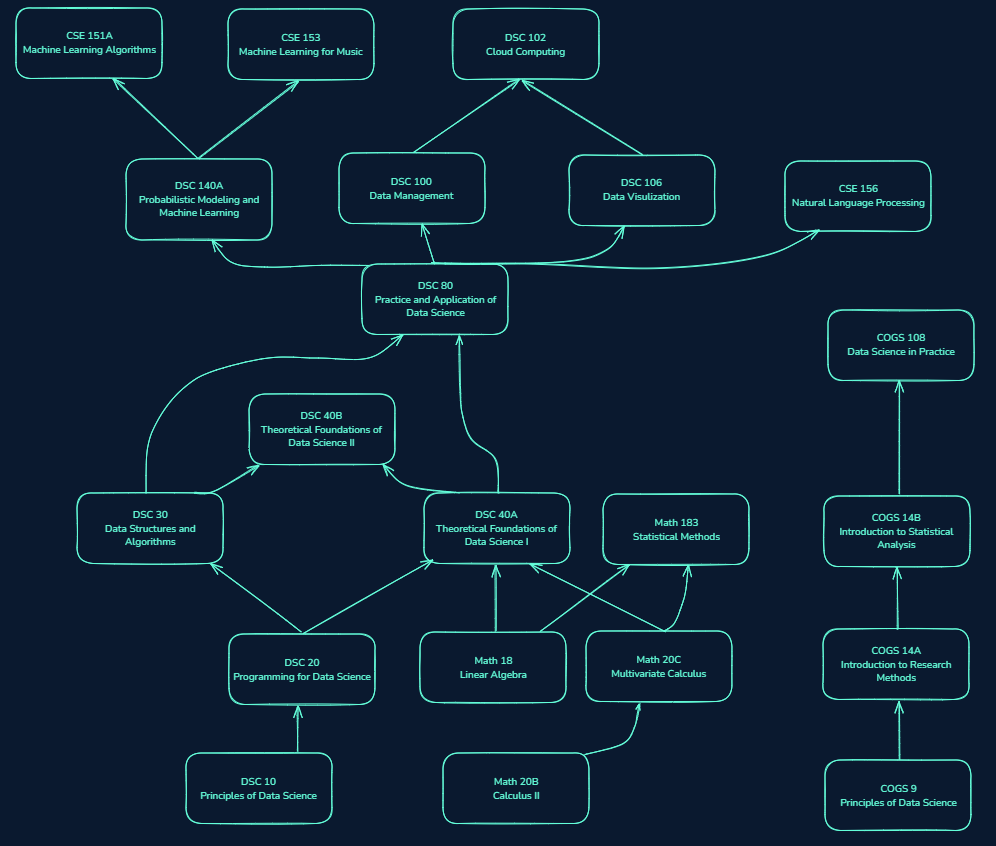 CSE 151A
Machine Learning Algorithms
CSE 153
Machine Learning for Music
DSC 102
Cloud Computing
DSC 140A
Probabilistic Modeling and
Machine Learning
DSC 100
Data Management
DSC 106
Data Visulization
CSE 156
Natural Language Processing
DSC 80
Practice and Application of
Data Science
COGS 108
Data Science in Practice
DSC 40B
Theoretical Foundations of
Data Science II
DSC 30
Data Structures and
Algorithms
DSC 40A
Theoretical Foundations of
Data Science I
Math 183
Statistical Methods
COGS 14B
Introduction to Statistical
Analysis
DSC 20
Programming for Data Science
Math 18
Linear Algebra
Math 20C
Multivariate Calculus
COGS 14A
Introduction to Research
Methods
DSC 10
Principles of Data Science
Math 20B
Calculus II
COGS 9
Principles of Data Science